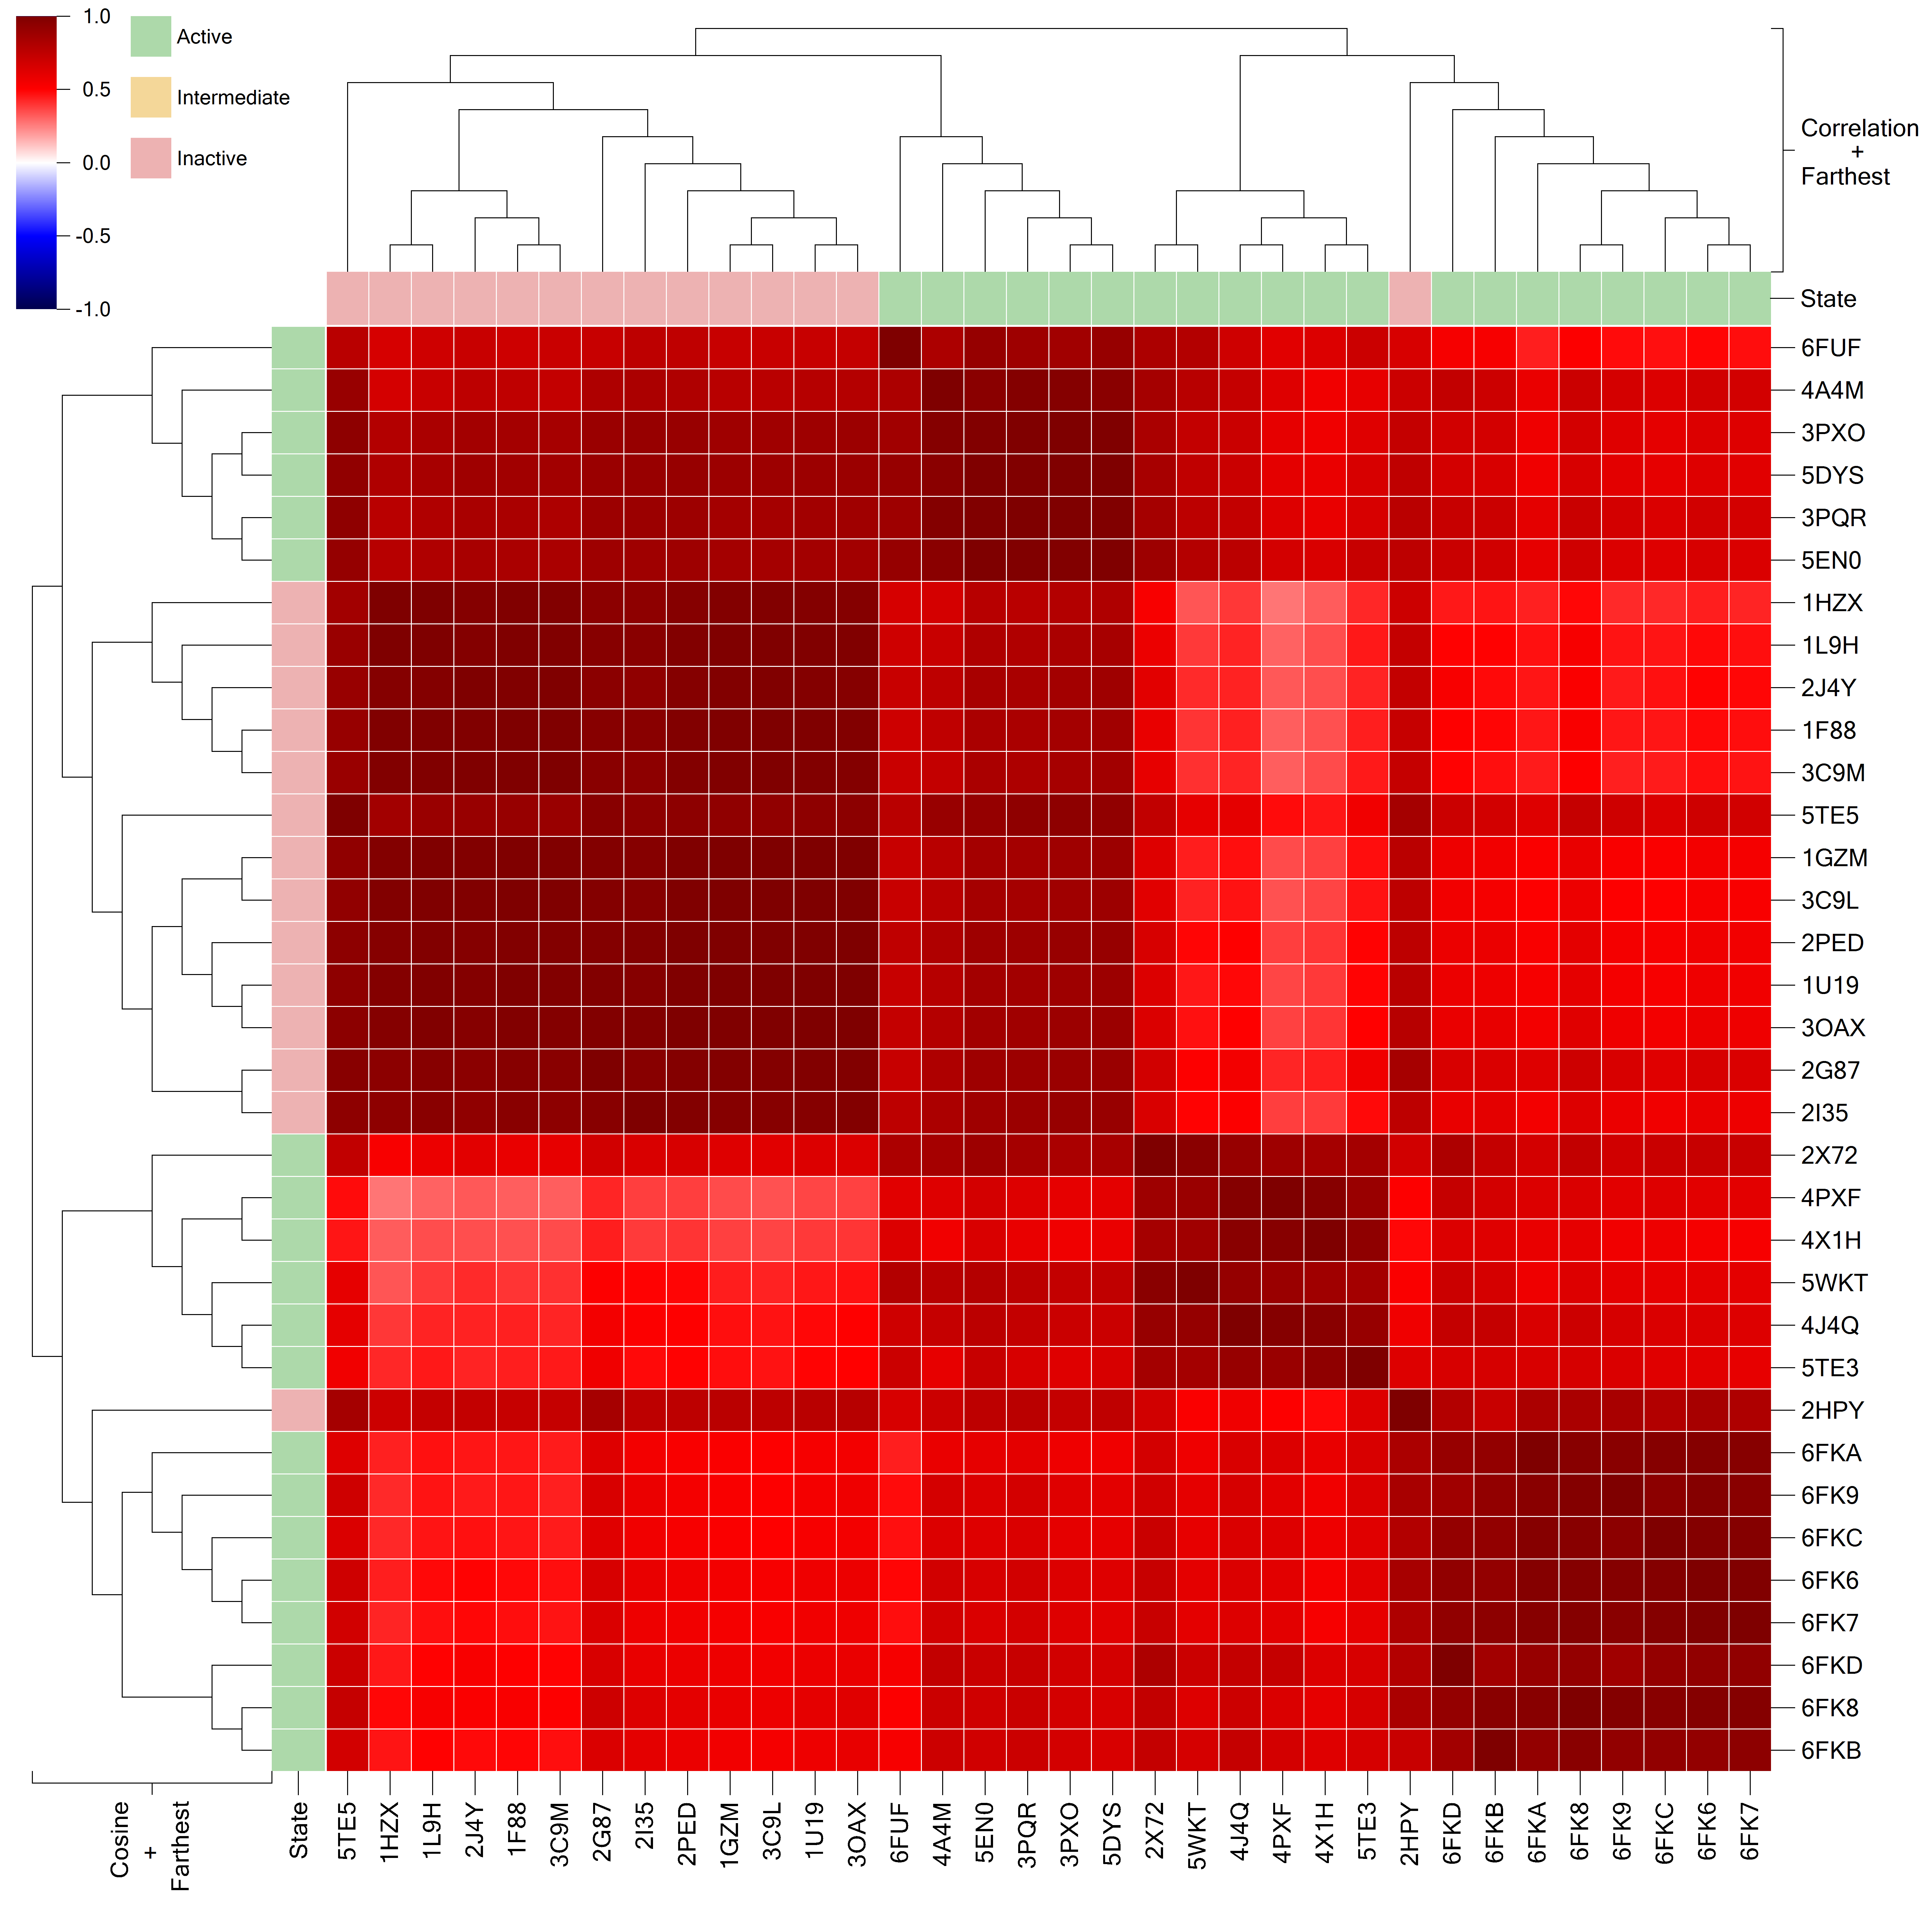 1.0
0.5
0.0
-0.5
-1.0
Active
Intermediate
Inactive
Correlation
+
Farthest
State
6FUF
4A4M
3PXO
5DYS
3PQR
5EN0
1HZX
1L9H
2J4Y
1F88
3C9M
5TE5
1GZM
3C9L
2PED
1U19
3OAX
2G87
2I35
2X72
4PXF
4X1H
5WKT
4J4Q
5TE3
2HPY
6FKA
6FK9
6FKC
6FK6
6FK7
6FKD
6FK8
6FKB
Cosine
+
Farthest
State
5TE5
1HZX
1L9H
2J4Y
1F88
3C9M
2G87
2I35
2PED
1GZM
3C9L
1U19
3OAX
6FUF
4A4M
5EN0
3PQR
3PXO
5DYS
2X72
5WKT
4J4Q
4PXF
4X1H
5TE3
2HPY
6FKD
6FKB
6FKA
6FK8
6FK9
6FKC
6FK6
6FK7